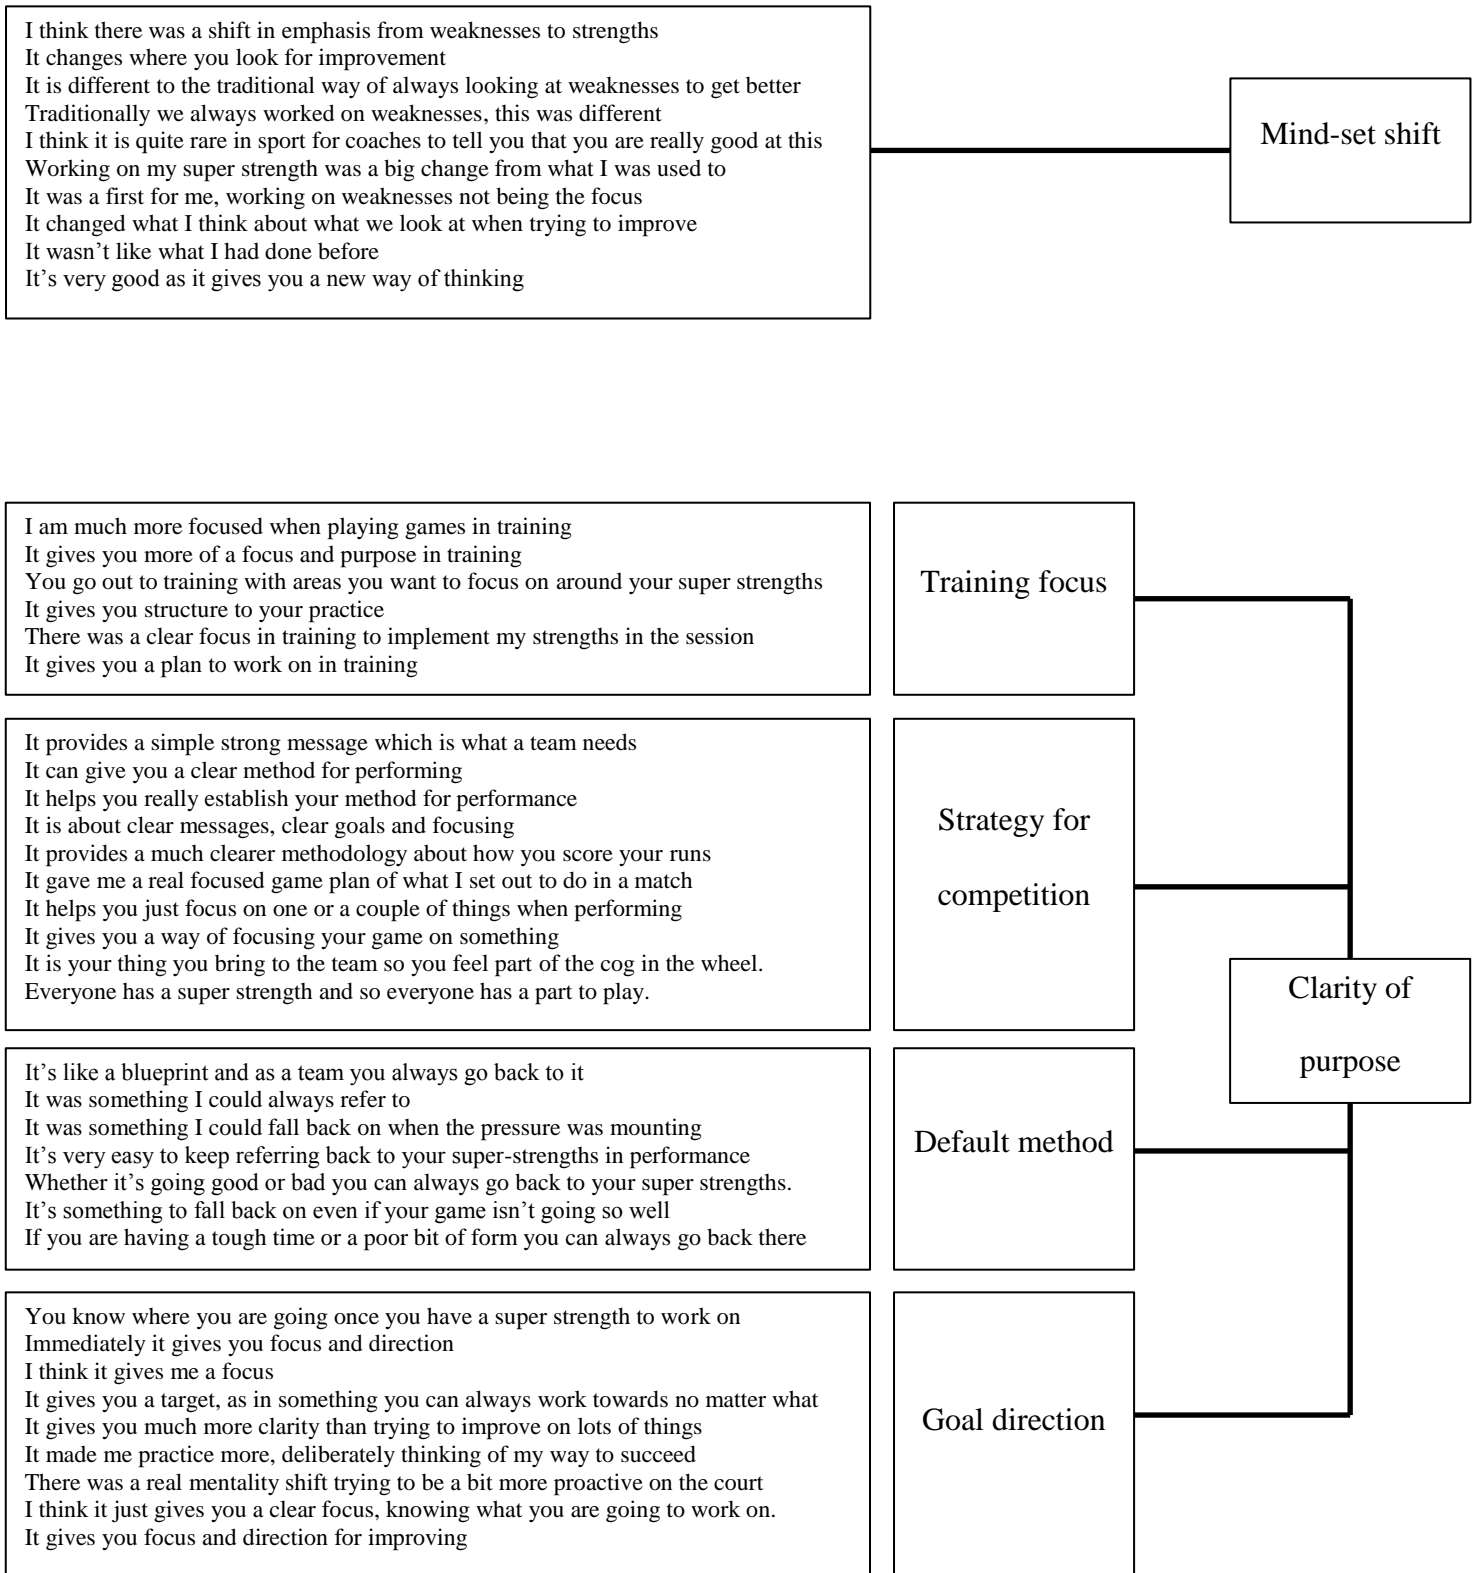 I think there was a shift in emphasis from weaknesses to strengths
It changes where you look for improvement
It is different to the traditional way of always looking at weaknesses to get better
Traditionally we always worked on weaknesses, this was different
I think it is quite rare in sport for coaches to tell you that you are really good at this
Working on my super strength was a big change from what I was used to
It was a first for me, working on weaknesses not being the focus
It changed what I think about what we look at when trying to improve
It wasn’t like what I had done before
It’s very good as it gives you a new way of thinking
Mind-set shift
I am much more focused when playing games in training
It gives you more of a focus and purpose in training
You go out to training with areas you want to focus on around your super strengths
It gives you structure to your practice
There was a clear focus in training to implement my strengths in the session
It gives you a plan to work on in training
Training focus
It provides a simple strong message which is what a team needs
It can give you a clear method for performing
It helps you really establish your method for performance
It is about clear messages, clear goals and focusing
It provides a much clearer methodology about how you score your runs
It gave me a real focused game plan of what I set out to do in a match
It helps you just focus on one or a couple of things when performing
It gives you a way of focusing your game on something
It is your thing you bring to the team so you feel part of the cog in the wheel.
Everyone has a super strength and so everyone has a part to play.
Strategy for
competition
Clarity of
purpose
It’s like a blueprint and as a team you always go back to it
It was something I could always refer to
It was something I could fall back on when the pressure was mounting
It’s very easy to keep referring back to your super-strengths in performance
Whether it’s going good or bad you can always go back to your super strengths.
It’s something to fall back on even if your game isn’t going so well
If you are having a tough time or a poor bit of form you can always go back there
Default method
You know where you are going once you have a super strength to work on
Immediately it gives you focus and direction
I think it gives me a focus
It gives you a target, as in something you can always work towards no matter what
It gives you much more clarity than trying to improve on lots of things
It made me practice more, deliberately thinking of my way to succeed
There was a real mentality shift trying to be a bit more proactive on the court
I think it just gives you a clear focus, knowing what you are going to work on.
It gives you focus and direction for improving
Goal direction